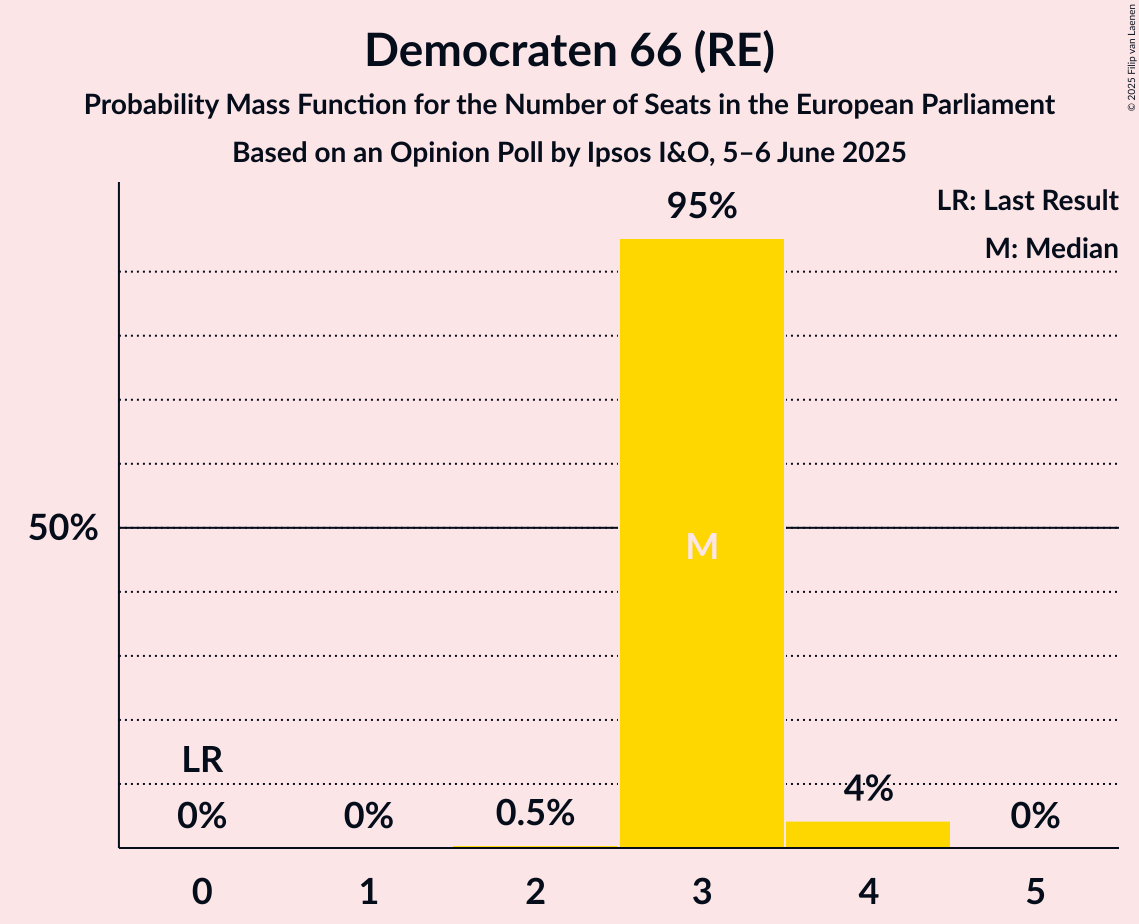 Democraten 66 (RE)
Probability Mass Function for the Number of Seats in the European Parliament
Based on an Opinion Poll by Ipsos I&O, 5–6 June 2025
© 2025 Filip van Laenen
LR: Last Result
M: Median
95%
50%
M
LR
0%
0%
0.5%
4%
0%
0
1
2
3
4
5